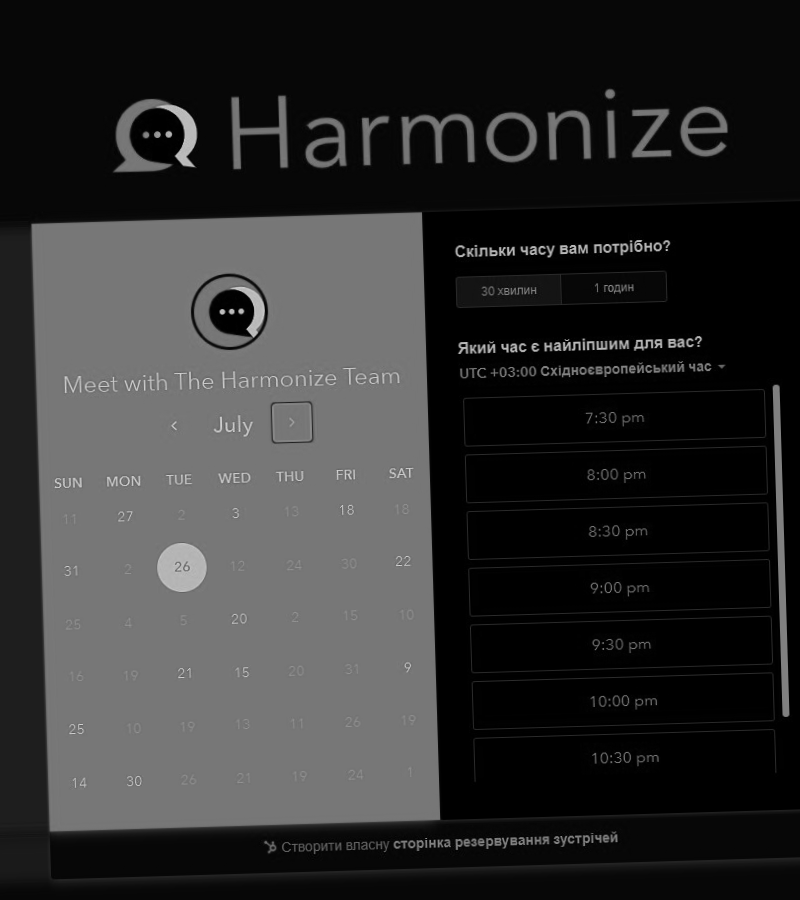 Harmonize
Meet with The Harmonize Team
July
SUN MON TUE WED THU FRI SAT
11 27 2 3 13 18 18
31 2 26 12 24 30 22
25 4 5 20 2 15 10
16 19 21 15 20 31 9
25 10 19 13 11 26 19
14 30 26 21 19 24 1
Скільки часу вам потрібно?
30 хвилин 1 годин
Який час є найліпшим для вас?
UTC +03:00 Східноєвропейський час
7:30 pm
8:00 pm
8:30 pm
9:00 pm
9:30 pm
10:00 pm
10:30 pm
Створити власну сторінка резервування зустрічей